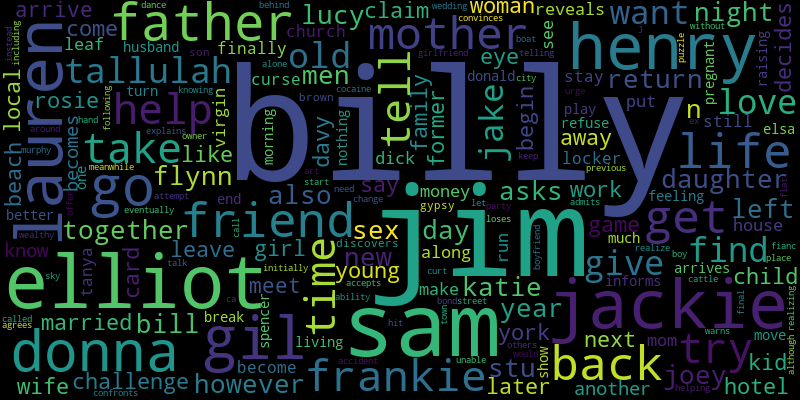 billy
jim
sam
elliot
jackie
henry
lauren
donna
gil
father
friend
mother
help
go
take
get
back
life
frankie
try
find
give
time
tell
tallulah
together
want
love
old
lucy
claim
woman
night
reveals
return
decides
arrive
come
leaf
husband
finally
rosie
local
beach
becomes
like
flynn
virgin
curse
men
church
eye
jake
family
former
begin
dick
davy
nothing
morning
turn
brown
donald
city
cocaine
girlfriend
telling
boat
convinces
wedding
behind
dance
son
alone
knowing
including
instead
following
hand
owner
explains
murphy
around
one
better
wealthy
know
see
stay
put
play
refuse
away
locker
previous
urge
keep
still
elsa
raising
pregnant
without
puzzle
daughter
left
feeling
house
n
say
also
end
start
need
change
art
money
gypsy
let
party
asks
work
sex
day
new
young
along
discovers
accepts
ability
initially
meanwhile
eventually
attempt
offer
call
talk
sky
tanya
card
leave
girl
meet
break
spencer
living
become
however
challenge
married
bill
wife
called
agrees
confronts
accident
hit
curt
make
katie
loses
run
year
york
stu
later
show
others
would
unable
town
bond
street
boyfriend
admits
game
much
realize
boy
informs
arrives
cattle
place
child
next
mom
move
kid
joey
another
hotel
helping
warns
final
although
realizing